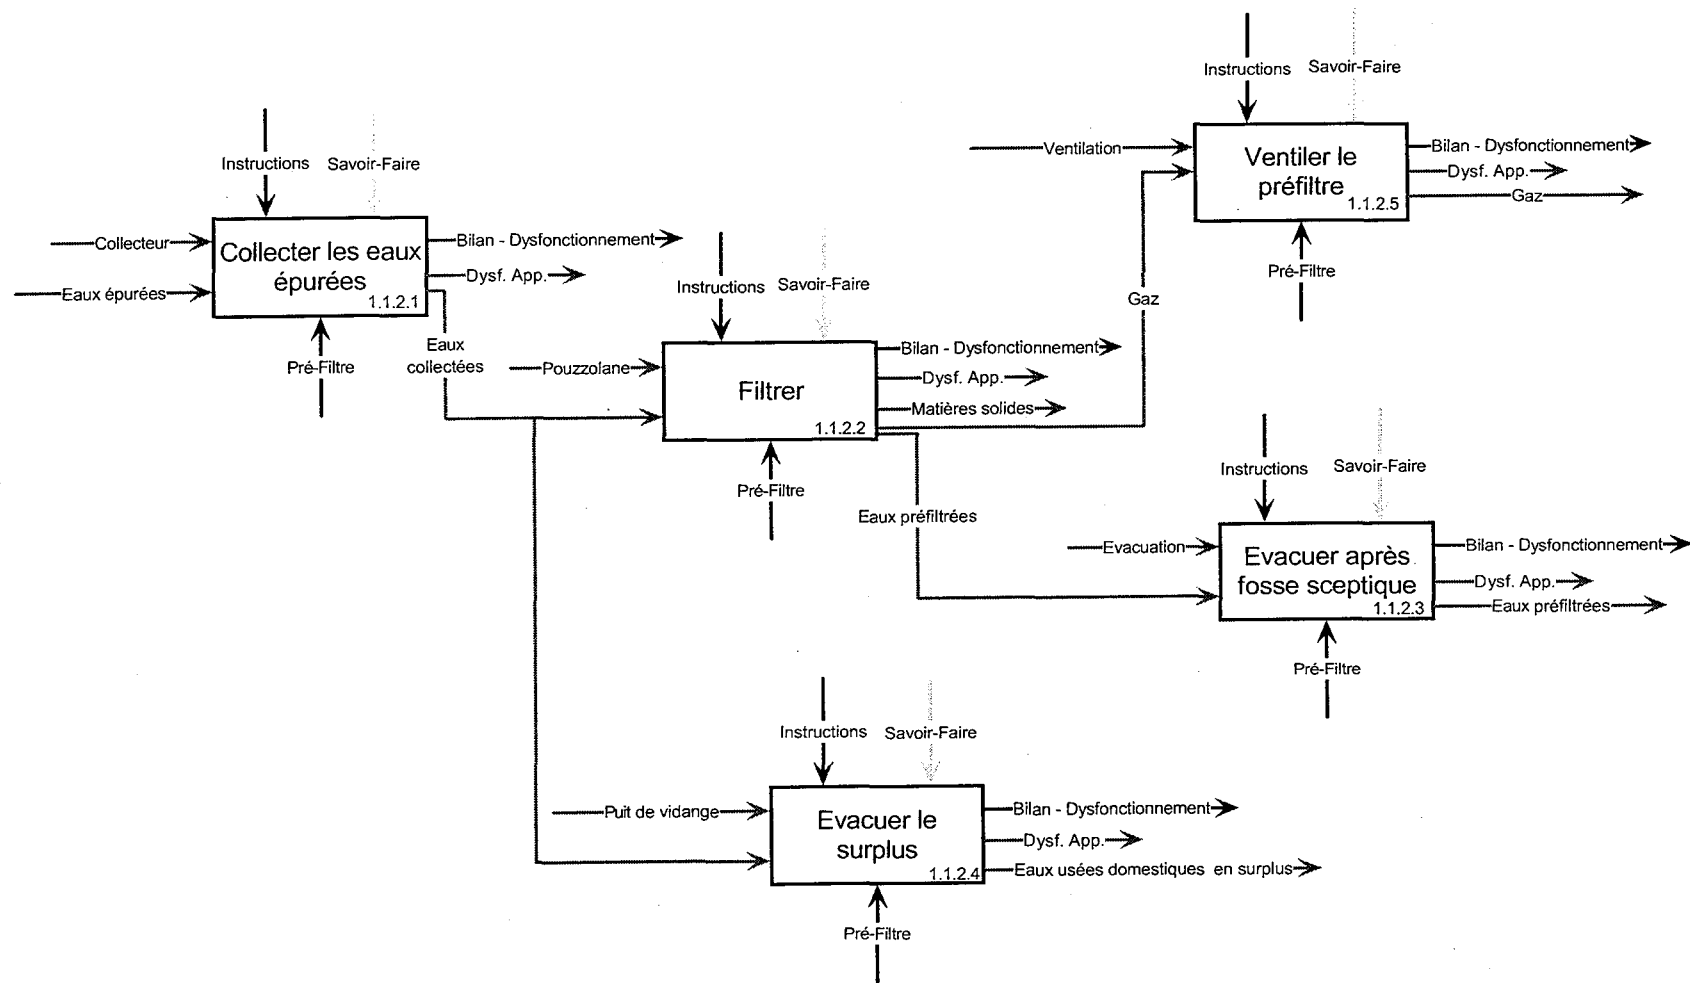 Instructions
Savoir-Faire
Ventilation
Ventiler le
préfiltre
1.1.2.5
Bilan - Dysfonctionnement
Dysf. App.
Gaz
Pré-Filtre
Instructions
Savoir-Faire
Collecteur
Eaux épurées
Collecter les eaux
épurées
1.1.2.1
Bilan - Dysfonctionnement
Dysf. App.
Pré-Filtre
Eaux
collectées
Instructions
Savoir-Faire
Pouzzolane
Filtrer
1.1.2.2
Bilan - Dysfonctionnement
Dysf. App.
Matières solides
Gaz
Pré-Filtre
Eaux préfiltrées
Instructions
Savoir-Faire
Evacuation
Evacuer après
fosse sceptique
1.1.2.3
Bilan - Dysfonctionnement
Dysf. App.
Eaux préfiltrées
Pré-Filtre
Instructions
Savoir-Faire
Puit de vidange
Evacuer le
surplus
1.1.2.4
Bilan - Dysfonctionnement
Dysf. App.
Eaux usées domestiques en surplus
Pré-Filtre